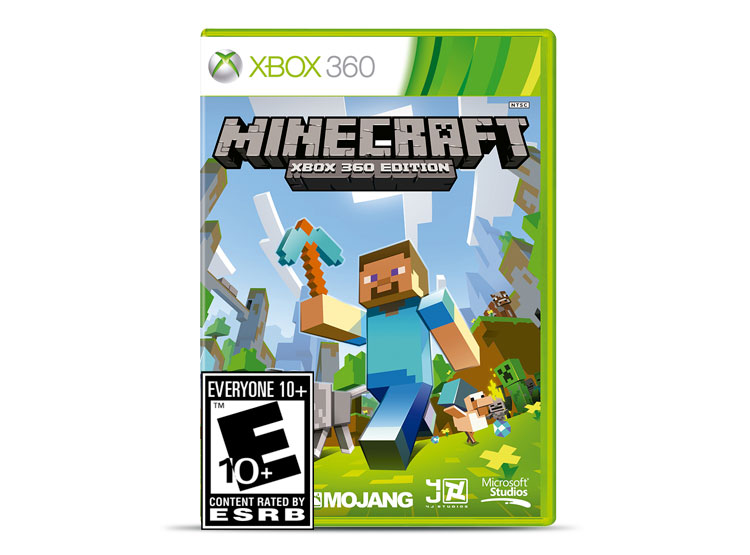 XBOX 360
NTSC
MINECRAFT
XBOX 360 EDITION
EVERYONE 10+
TM
E
10+
CONTENT RATED BY
ESRB
MOJANG
4J STUDIOS
Microsoft
Studios